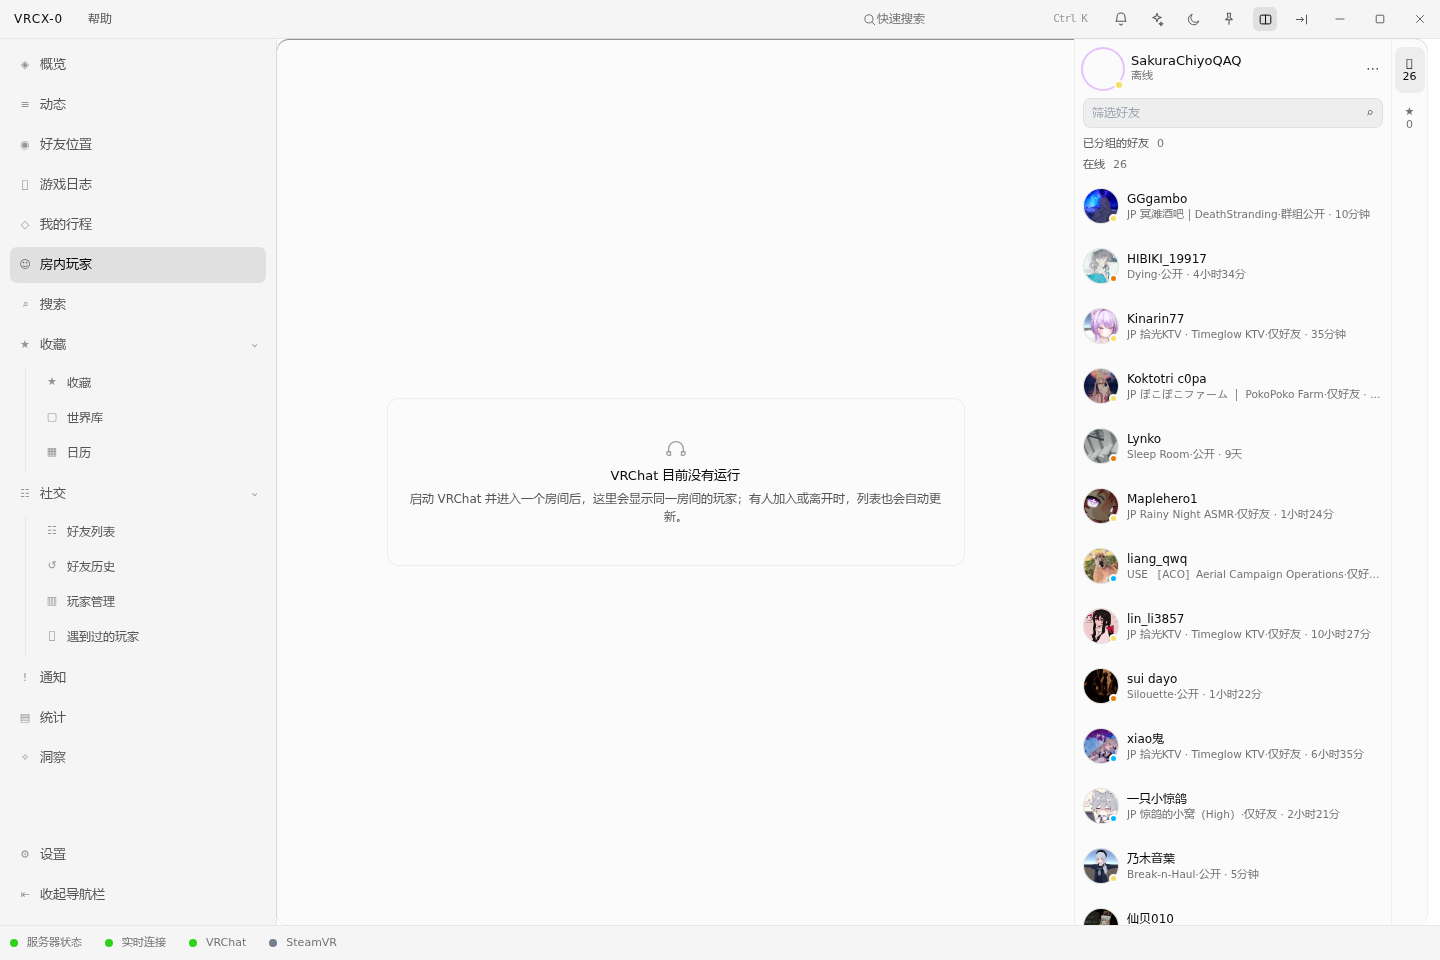 VRCX-0
帮助
快速搜索
Ctrl K
概览
动态
好友位置
游戏日志
我的行程
房内玩家
搜索
收藏
收藏
世界库
日历
社交
好友列表
好友历史
玩家管理
遇到过的玩家
通知
统计
洞察
设置
收起导航栏
VRChat 目前没有运行
启动 VRChat 并进入一个房间后，这里会显示同一房间的玩家；有人加入或离开时，列表也会自动更
新。
SakuraChiyoQAQ
离线
筛选好友
已分组的好友 0
在线 26
GGgambo
JP 冥滩酒吧 | DeathStranding·群组公开 · 10分钟
HIBIKI_19917
Dying·公开 · 4小时34分
Kinarin77
JP 拾光KTV · Timeglow KTV·仅好友 · 35分钟
Koktotri c0pa
JP ぽこぽこファーム ｜ PokoPoko Farm·仅好友 · ...
Lynko
Sleep Room·公开 · 9天
Maplehero1
JP Rainy Night ASMR·仅好友 · 1小时24分
liang_qwq
USE ［ACO］Aerial Campaign Operations·仅好...
lin_li3857
JP 拾光KTV · Timeglow KTV·仅好友 · 10小时27分
sui dayo
Silouette·公开 · 1小时22分
xiao鬼
JP 拾光KTV · Timeglow KTV·仅好友 · 6小时35分
一只小惊鸽
JP 惊鸽的小窝（High）·仅好友 · 2小时21分
乃木音葉
Break-n-Haul·公开 · 5分钟
仙贝010
26
0
服务器状态
实时连接
VRChat
SteamVR